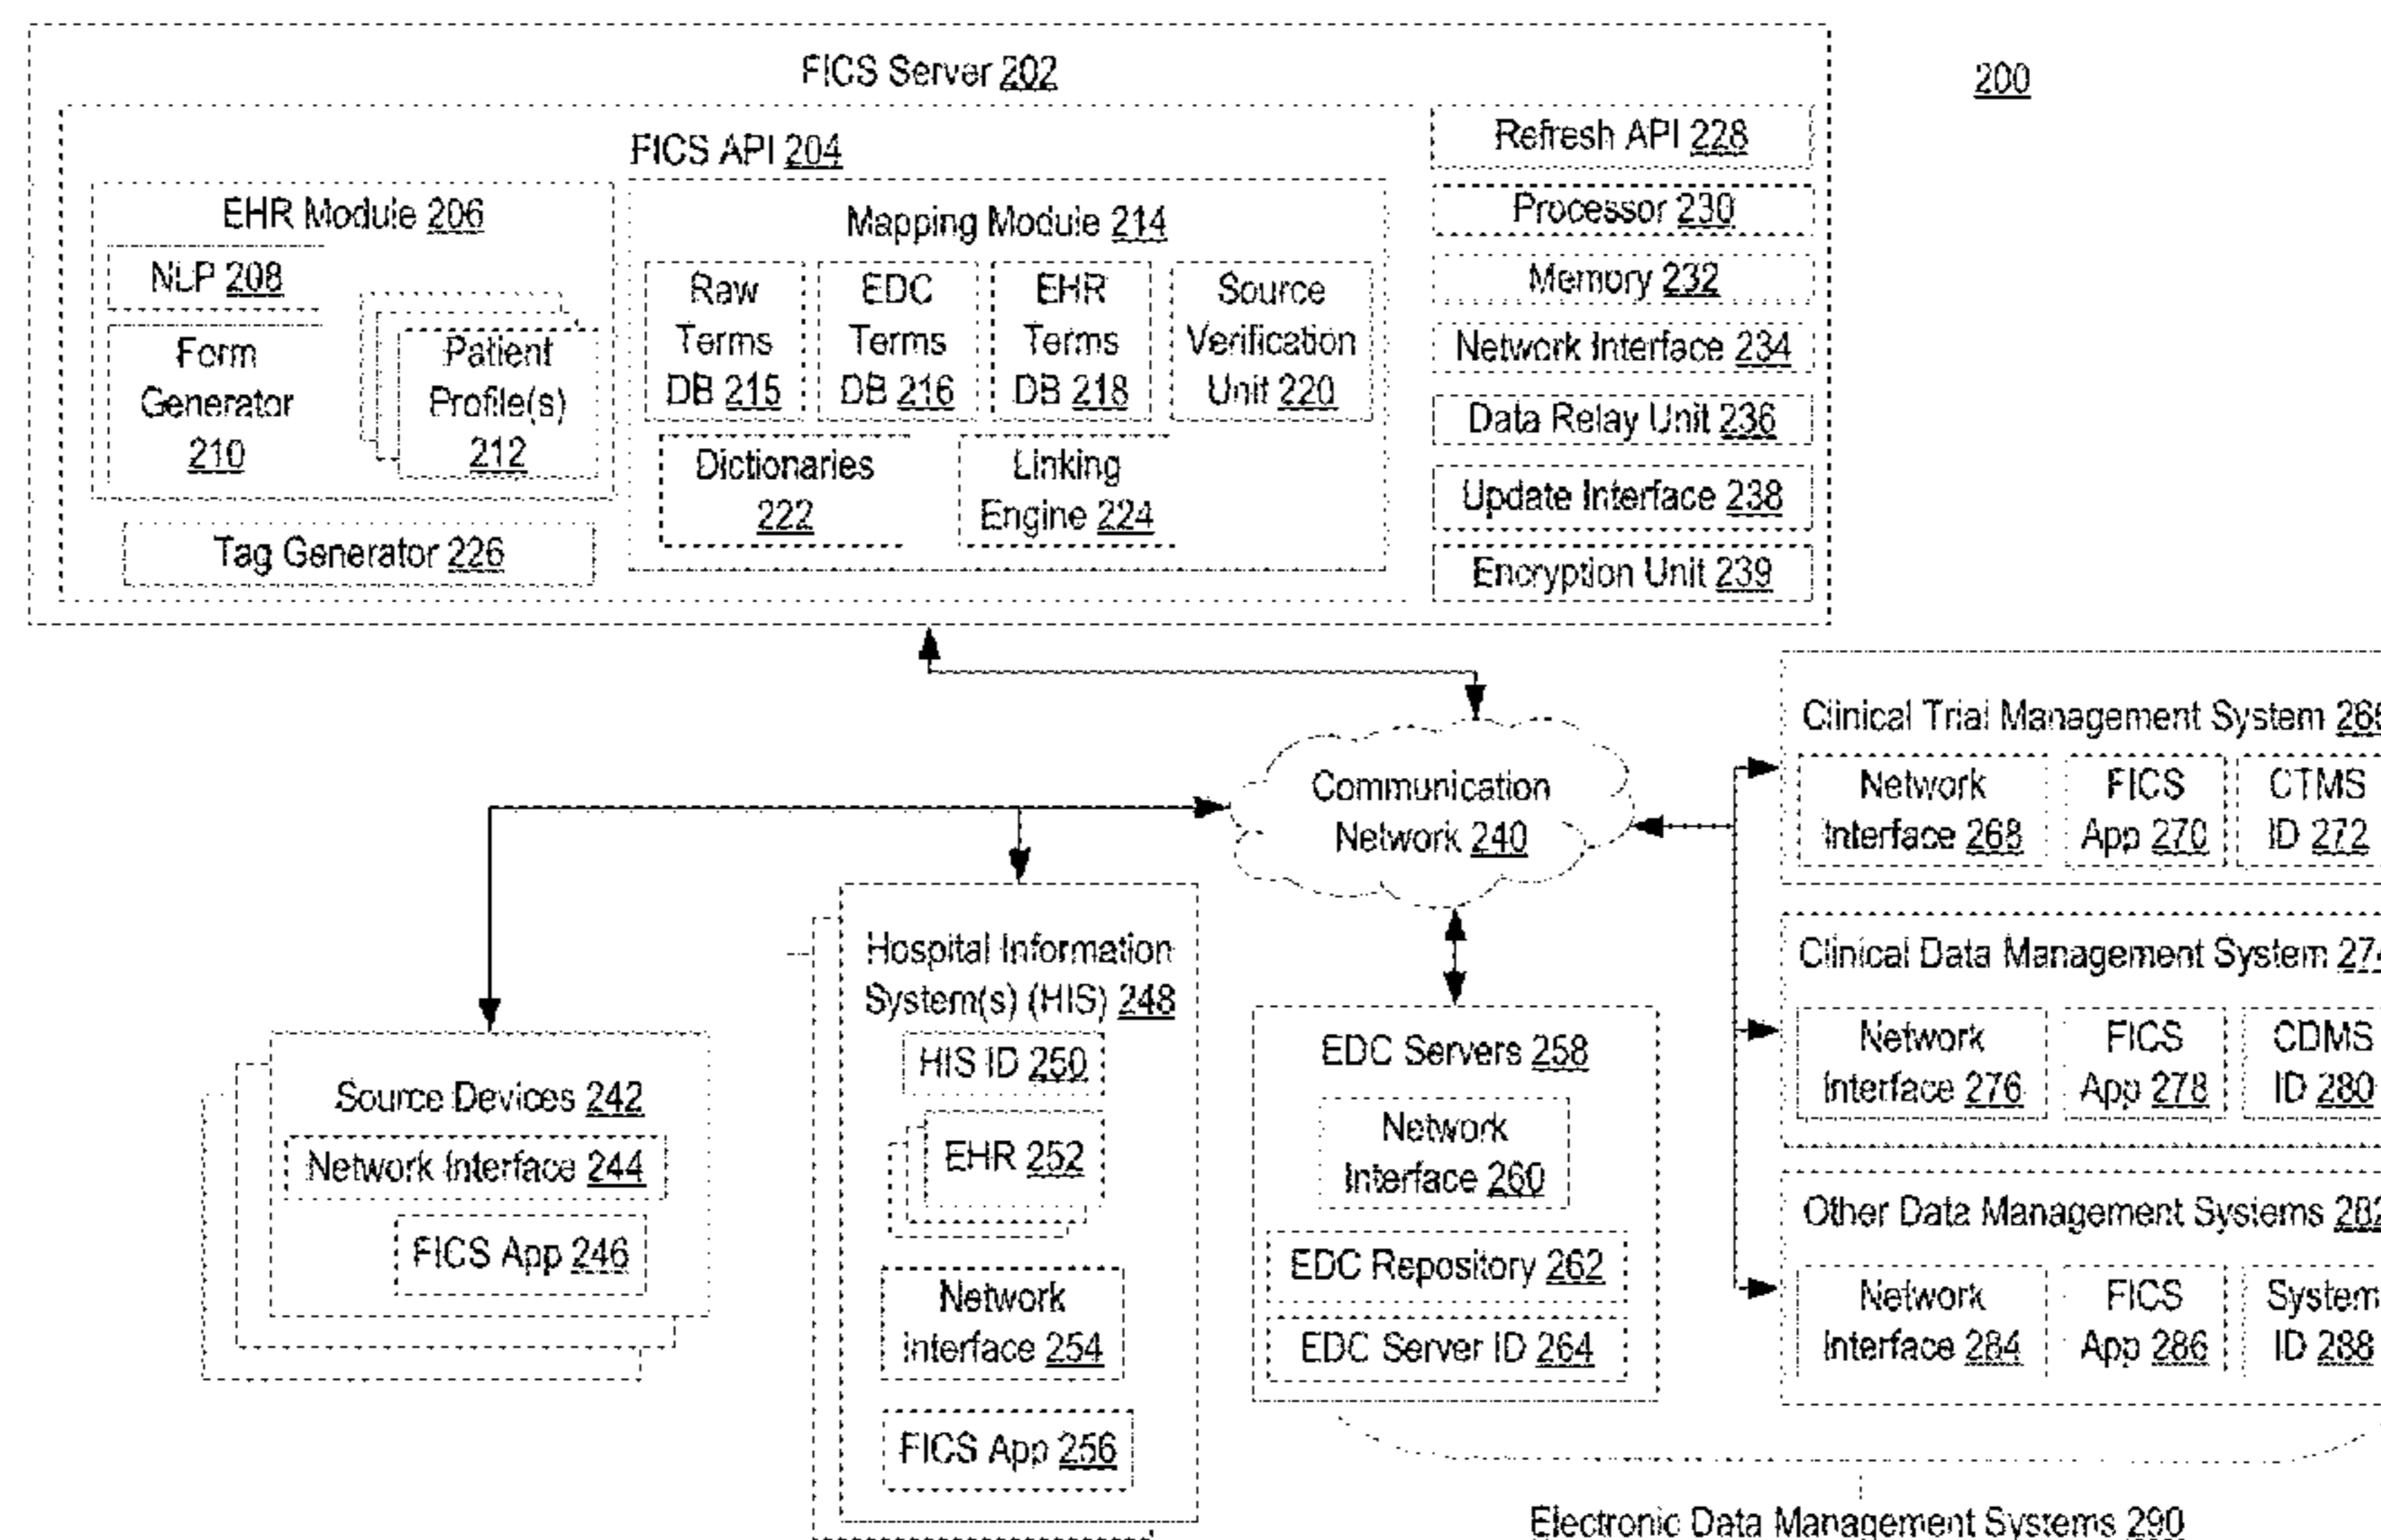 FICS Server 202
200
FICS API 204
EHR Module 206
NLP 208
Form
Generator
210
Patient
Profile(s)
212
Tag Generator 226
Mapping Module 214
Raw
Terms
DB 215
EDC
Terms
DB 216
EHR
Terms
DB 218
Source
Verification
Unit 220
Dictionaries
222
Linking
Engine 224
Refresh API 228
Processor 230
Memory 232
Network Interface 234
Data Relay Unit 236
Update Interface 238
Encryption Unit 239
Communication
Network 240
Source Devices 242
Network Interface 244
FICS App 246
Hospital Information
System(s) (HIS) 248
HIS ID 250
EHR 252
Network
Interface 254
FICS App 256
EDC Servers 258
Network
Interface 260
EDC Repository 262
EDC Server ID 264
Clinical Trial Management System
Network
Interface 268
FICS
App 270
CTMS
ID 272
Clinical Data Management System 274
Network
Interface 276
FICS
App 278
CDMS
ID 280
Other Data Management Systems 282
Network
Interface 284
FICS
App 286
System
ID 288
Electronic Data Management Systems 290